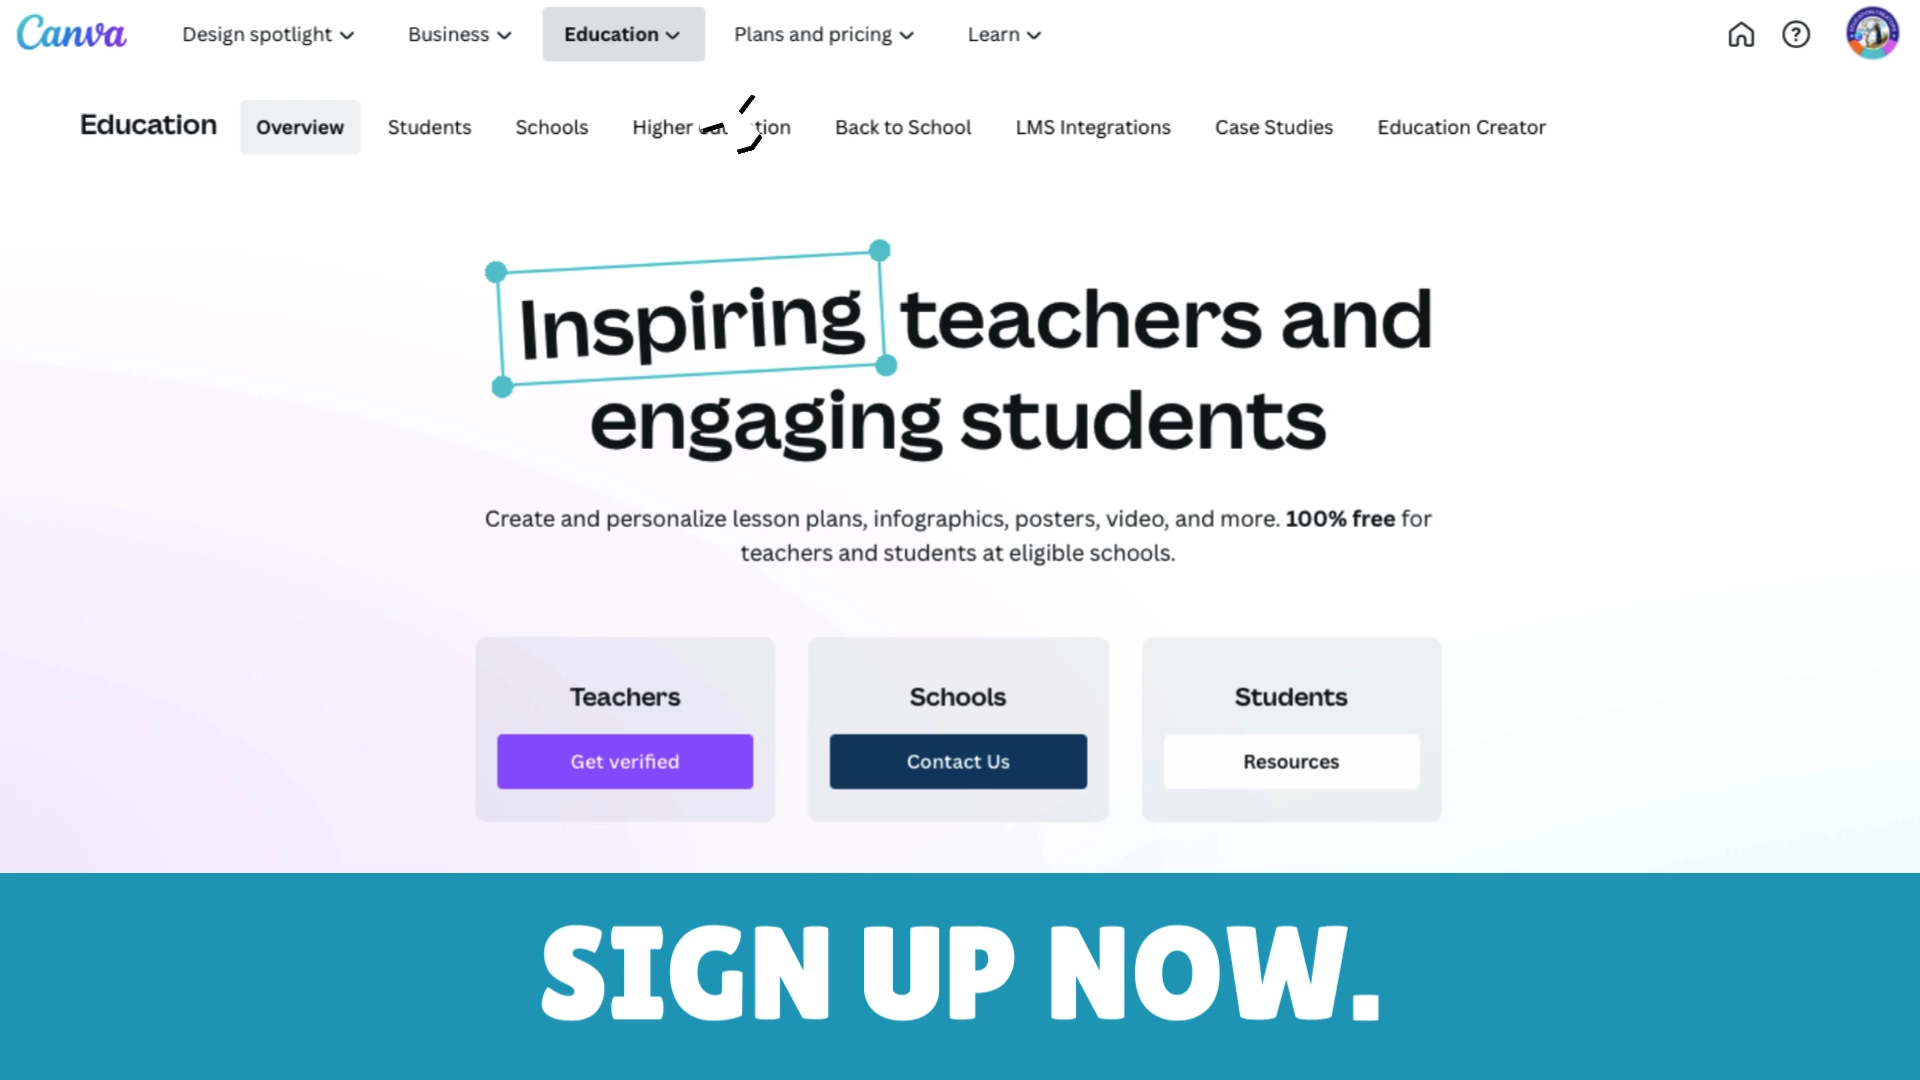 Canva Design spotlight Business Education Plans and pricing Learn ?
Education Overview Students Schools Higher Back to School LMS Integrations Case Studies Education Creator
Inspiring teachers and
engaging students
Create and personalize lesson plans, infographics, posters, video, and more. 100% free for
teachers and students at eligible schools.
Teachers Schools Students
Get verified Contact Us Resources
SIGN UP NOW.